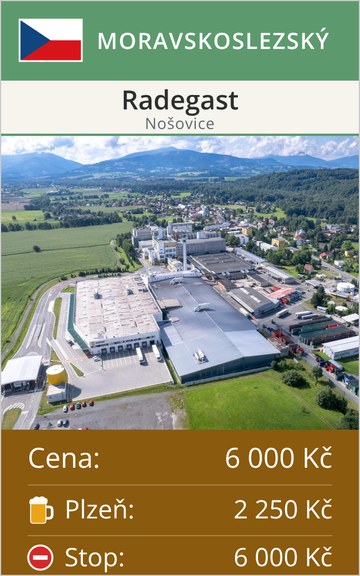 MORAVSKOSLEZSKÝ
Radegast
Nošovice
Cena: 6 000 Kč
Plzeň: 2 250 Kč
Stop: 6 000 Kč